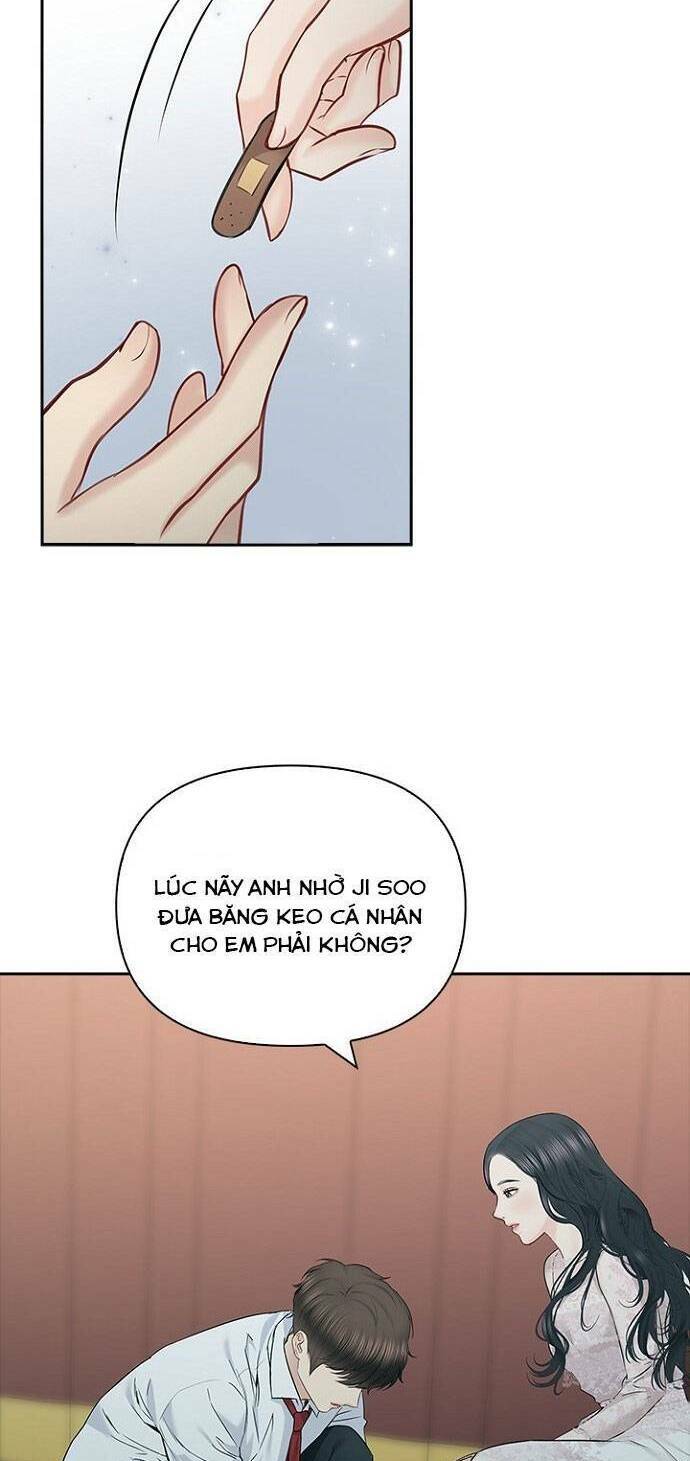 LÚC NÃY ANH NHỜ JI SOO
ĐƯA BĂNG KEO CÁ NHÂN
CHO EM PHẢI KHÔNG?